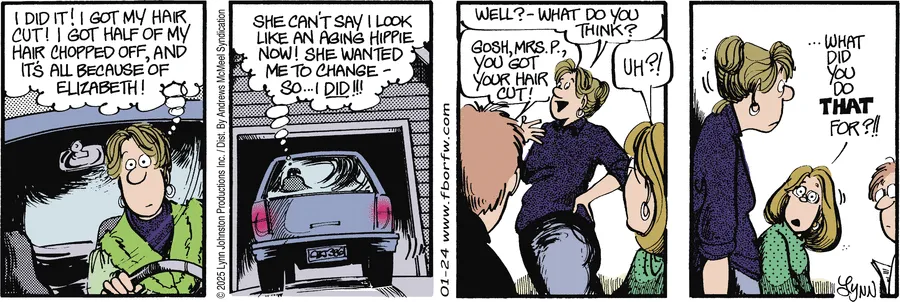 I DID IT! I GOT MY HAIR
CUT! I GOT HALF OF MY
HAIR CHOPPED OFF, AND
IT'S ALL BECAUSE OF
ELIZABETH!
© 2025 Lynn Johnston Productions Inc. / Dist. By Andrews McMeel Syndication
SHE CAN'T SAY I LOOK
LIKE AN AGING HIPPIE
NOW! SHE WANTED
ME TO CHANGE -
SO...I DID!!!
01-24 www.fborfw.com
WELL? - WHAT DO YOU
THINK?
GOSH, MRS. P.,
YOU GOT
YOUR HAIR
CUT!
UH?!
...WHAT
DID
YOU
DO
THAT
FOR?!!
LYNN